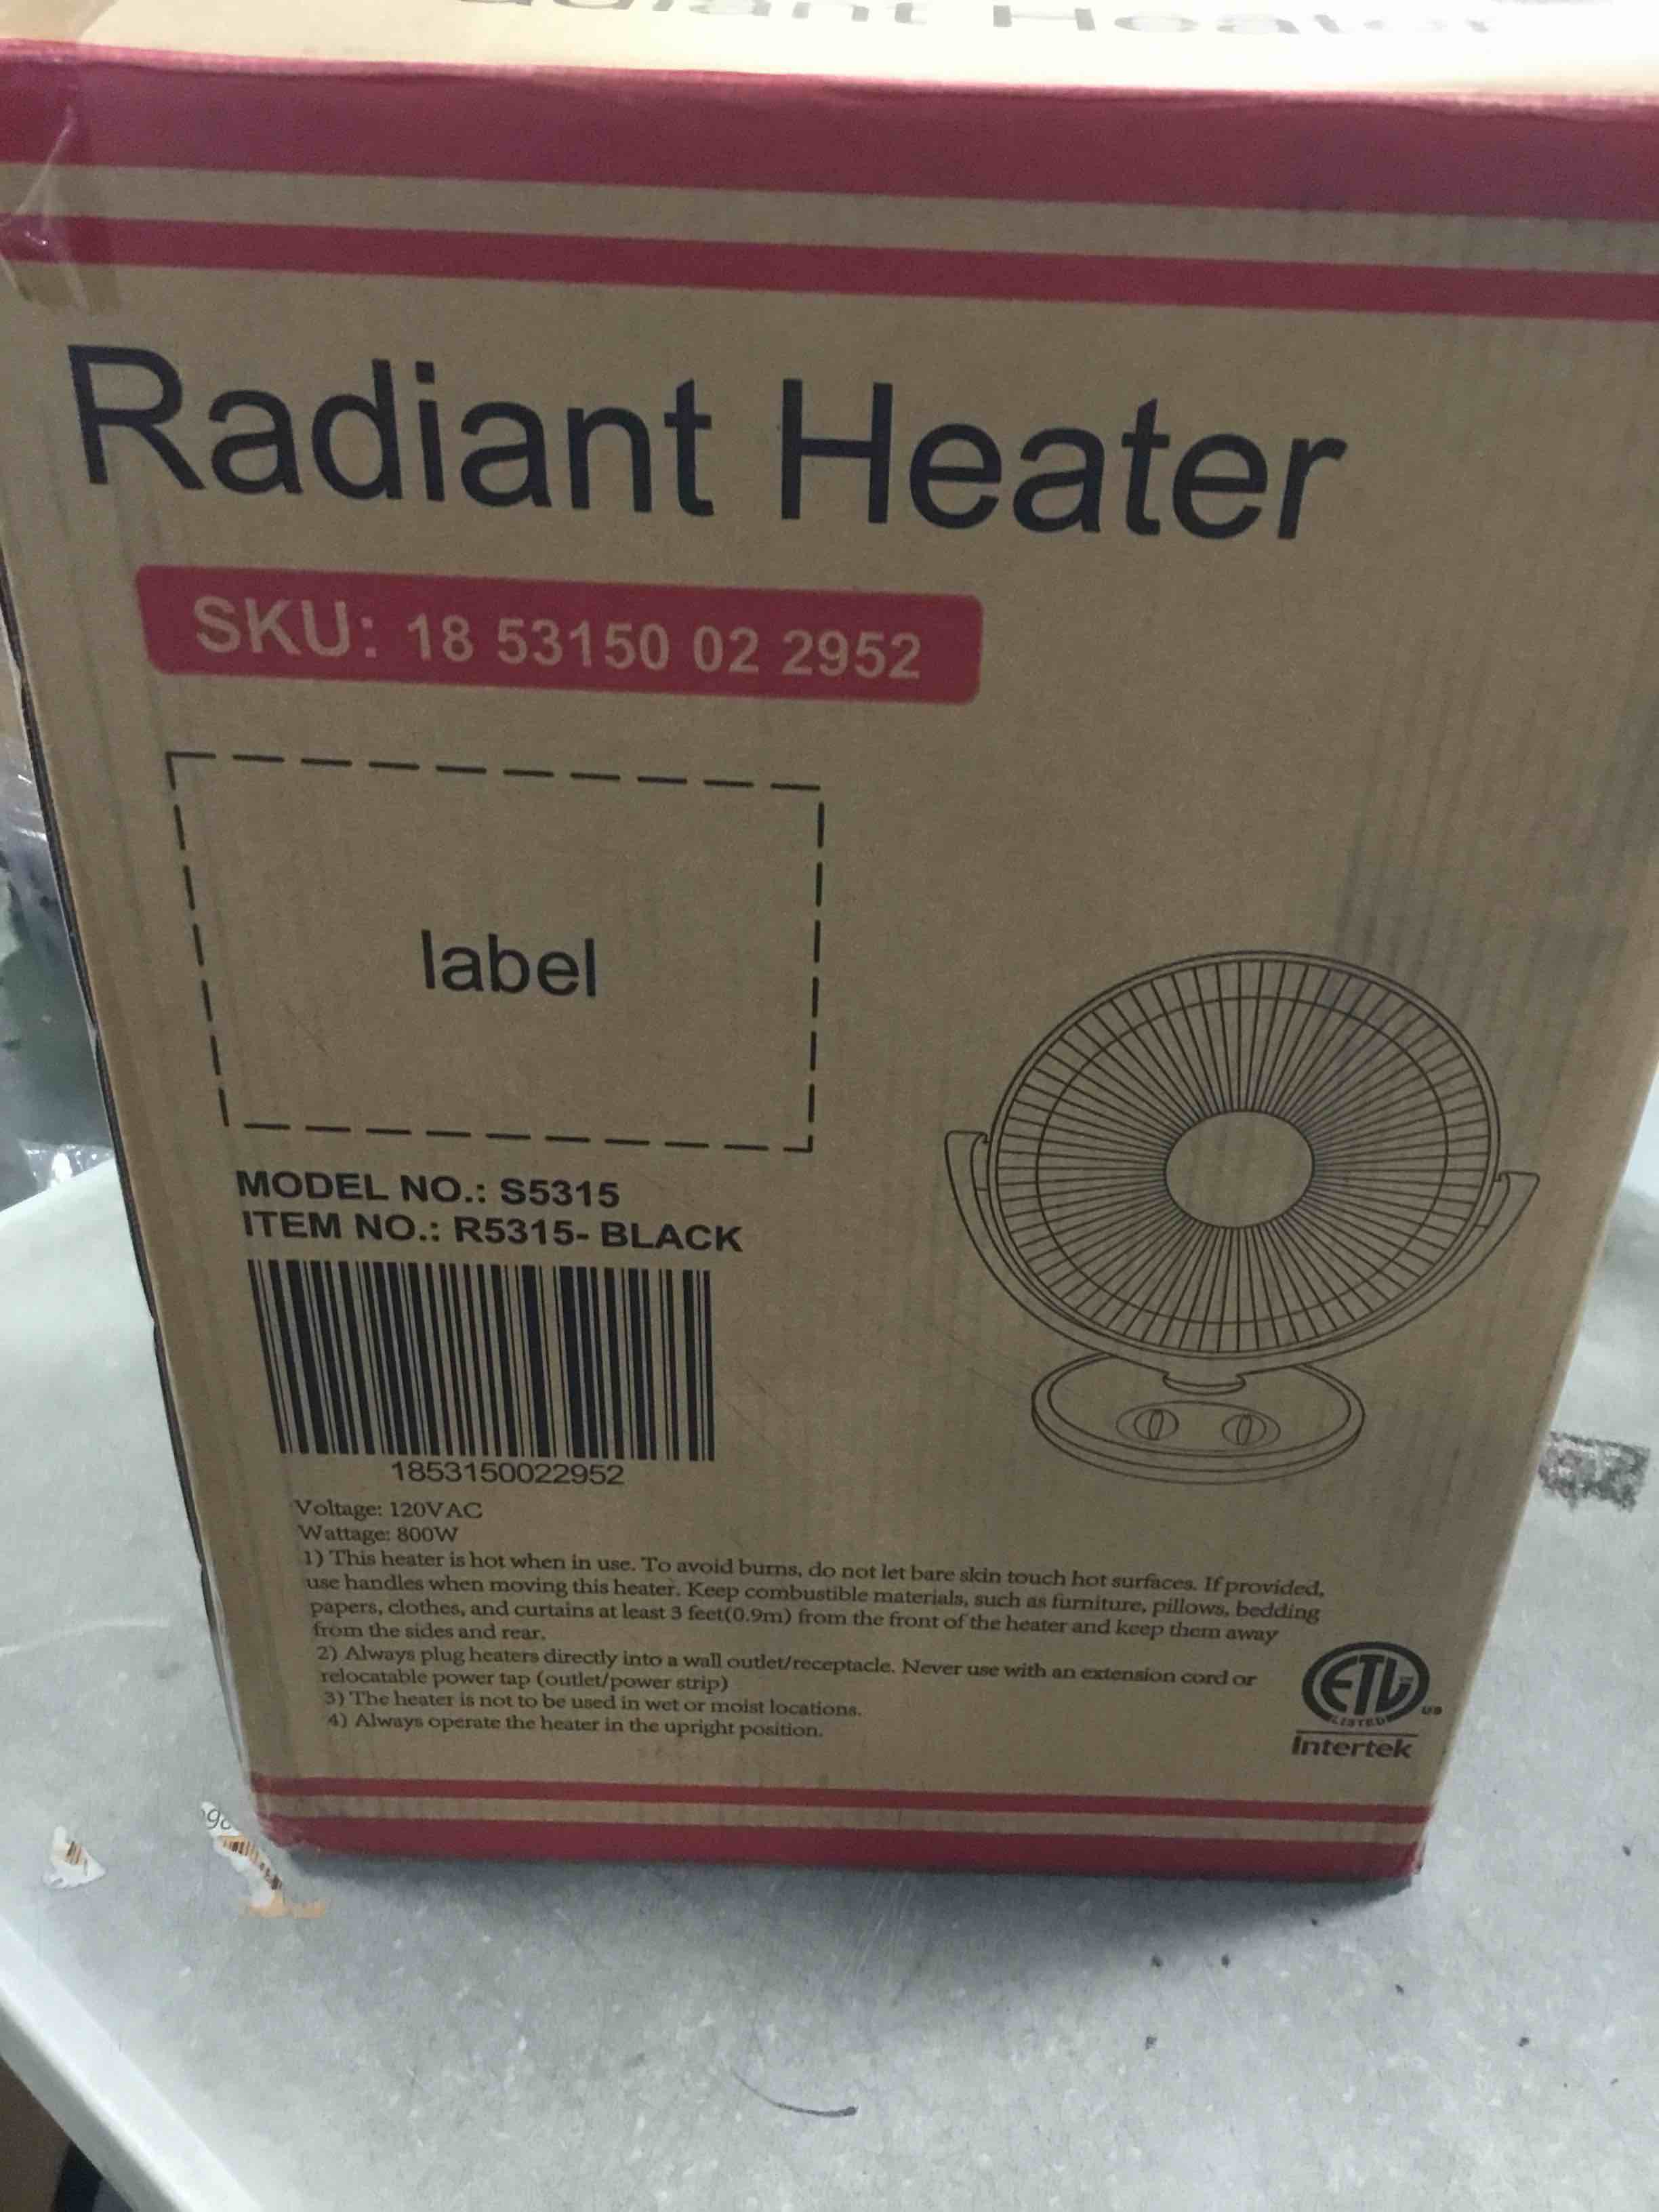 Radiant Heater
Radiant Heater
SKU: 18 53150 02 2952
label
MODEL NO.: S5315
ITEM NO.: R5315- BLACK
1853150022952
Voltage: 120VAC
Wattage: 800W
1) This heater is hot when in use. To avoid burns, do not let bare skin touch hot surfaces. If provided,
use handles when moving this heater. Keep combustible materials, such as furniture, pillows, bedding
papers, clothes, and curtains at least 3 feet(0.9m) from the front of the heater and keep them away
from the sides and rear.
2) Always plug heaters directly into a wall outlet/receptacle. Never use with an extension cord or
relocatable power tap (outlet/power strip)
3) The heater is not to be used in wet or moist locations.
4) Always operate the heater in the upright position.
ETL
LISTED US
Intertek